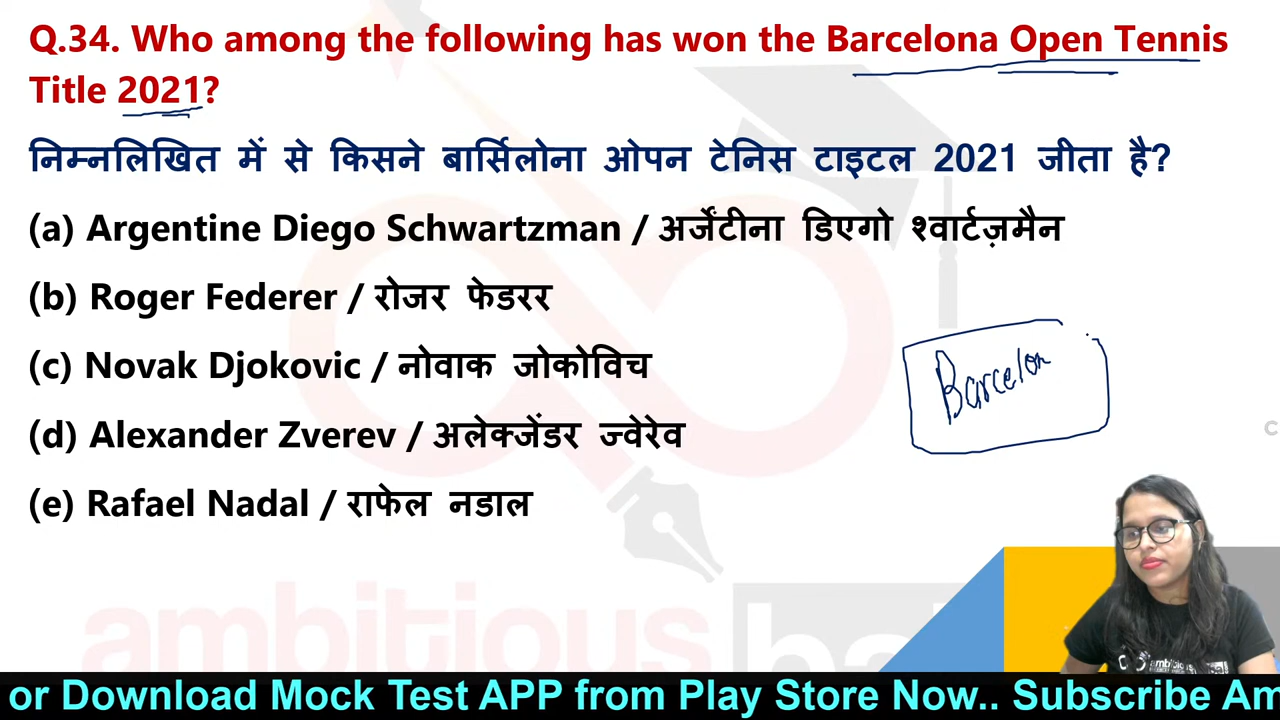 Q.34. Who among the following has won the Barcelona Open Tennis
Title 2021?
निम्नलिखित में से किसने बार्सिलोना ओपन टेनिस टाइटल 2021 जीता है?
(a) Argentine Diego Schwartzman / अर्जेंटीना डिएगो श्वार्टज़मैन
(b) Roger Federer / रोजर फेडरर
(c) Novak Djokovic / नोवाक जोकोविच
Barcelon
(d) Alexander Zverev / अलेक्जेंडर ज्वेरेव
(e) Rafael Nadal / राफेल नडाल
ambitious
or Download Mock Test APP from Play Store Now.. Subscribe Am